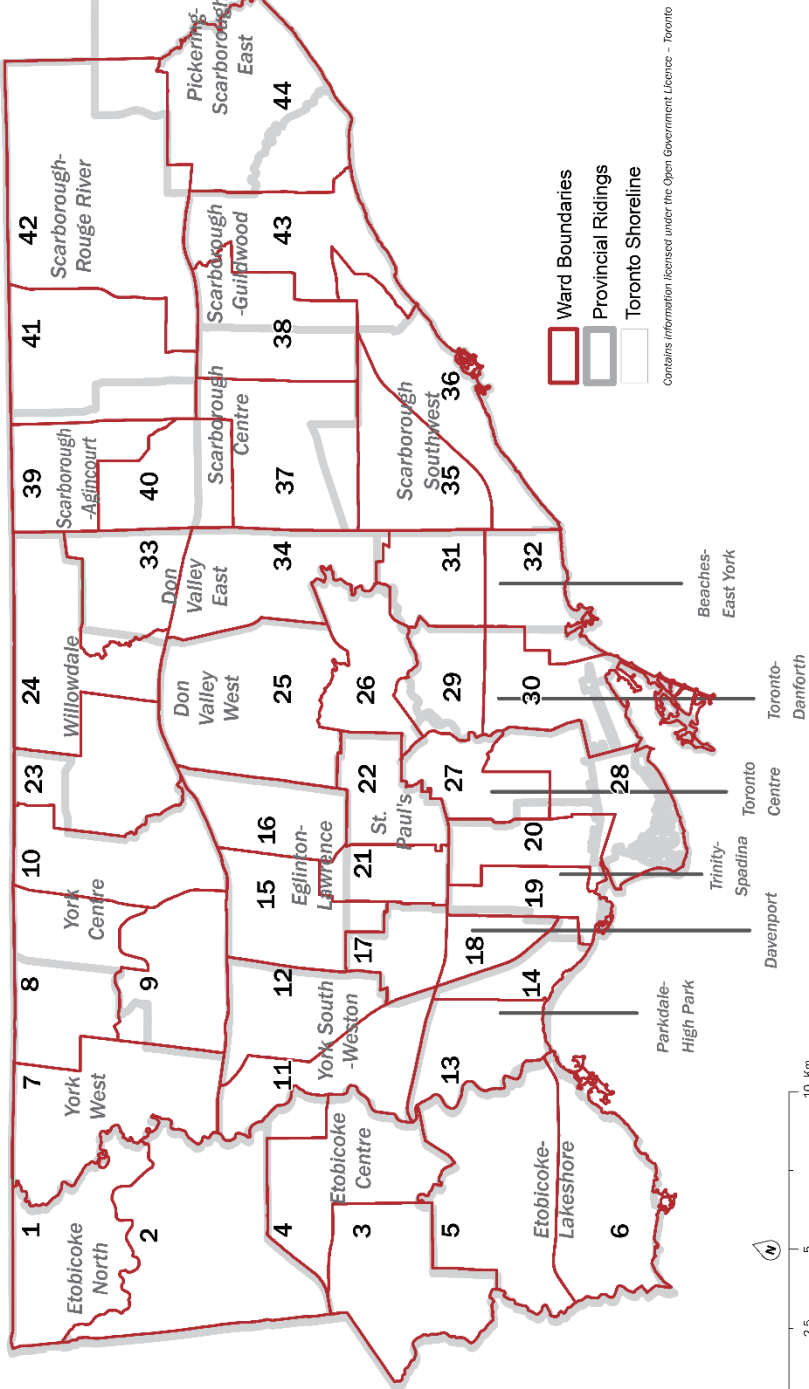 1
Etobicoke
North
2
7
York
West
8
York
Centre
9
10
23
24
Willowdale
39
Scarborough
-Agincourt
40
41
42
Scarborough-
Rouge River
33
Don
Valley
East
34
Don
Valley
West
25
26
Scarborough
Centre
37
Scarborough
-Guildwood
38
43
Pickering-
Scarborough
East
44
4
Etobicoke
Centre
3
11
York South
-Weston
12
15
Eglinton-
Lawrence
16
17
21
St.
Paul's
22
5
Etobicoke-
Lakeshore
6
13
14
18
19
20
27
28
29
30
31
32
Scarborough
Southwest
35
36
Parkdale-
High Park
Davenport
Trinity-
Spadina
Toronto
Centre
Toronto-
Danforth
Beaches-
East York
Ward Boundaries
Provincial Ridings
Toronto Shoreline
Contains information licensed under the Open Government Licence - Toronto
N
2.5
5
10 Km